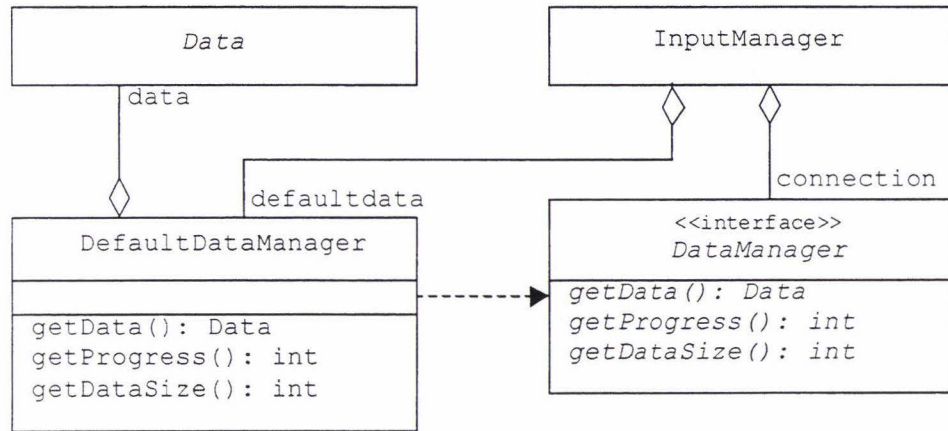 Data
InputManager
data
defaultdata
connection
DefaultDataManager
getData(): Data
getProgress(): int
getDataSize(): int
<<interface>>
DataManager
getData(): Data
getProgress(): int
getDataSize(): int